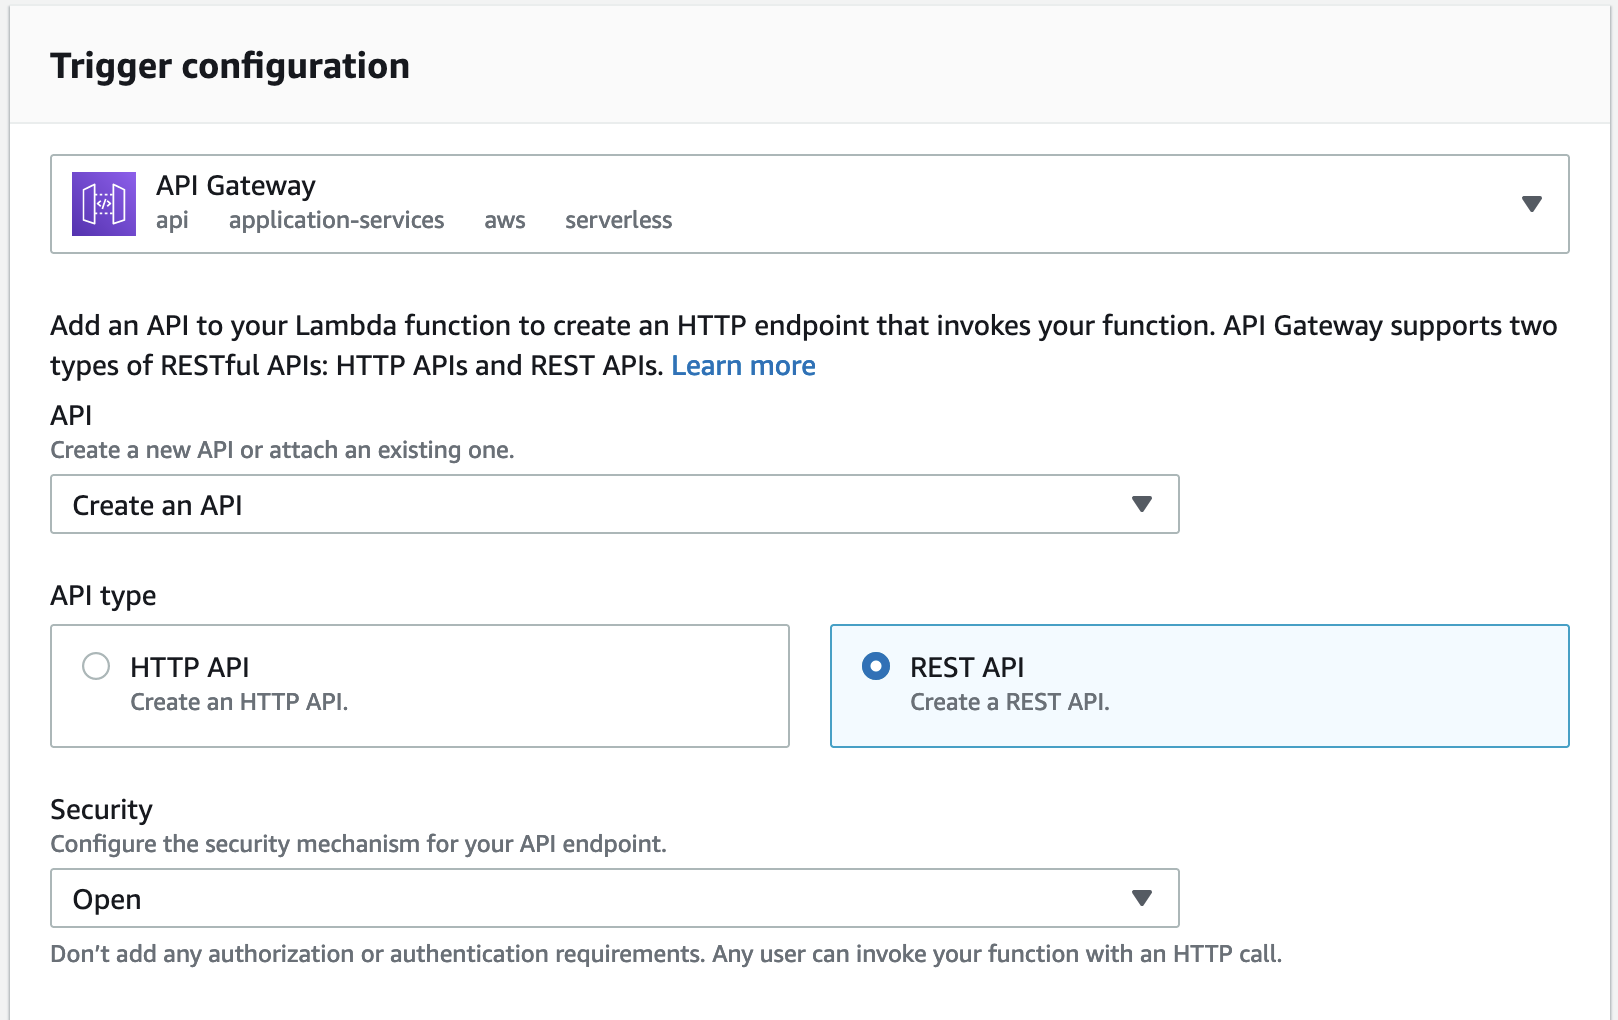 Trigger configuration
API Gateway
api application-services aws serverless
Add an API to your Lambda function to create an HTTP endpoint that invokes your function. API Gateway supports two
types of RESTful APIs: HTTP APIs and REST APIs. Learn more
API
Create a new API or attach an existing one.
Create an API
API type
HTTP API
Create an HTTP API.
REST API
Create a REST API.
Security
Configure the security mechanism for your API endpoint.
Open
Don’t add any authorization or authentication requirements. Any user can invoke your function with an HTTP call.